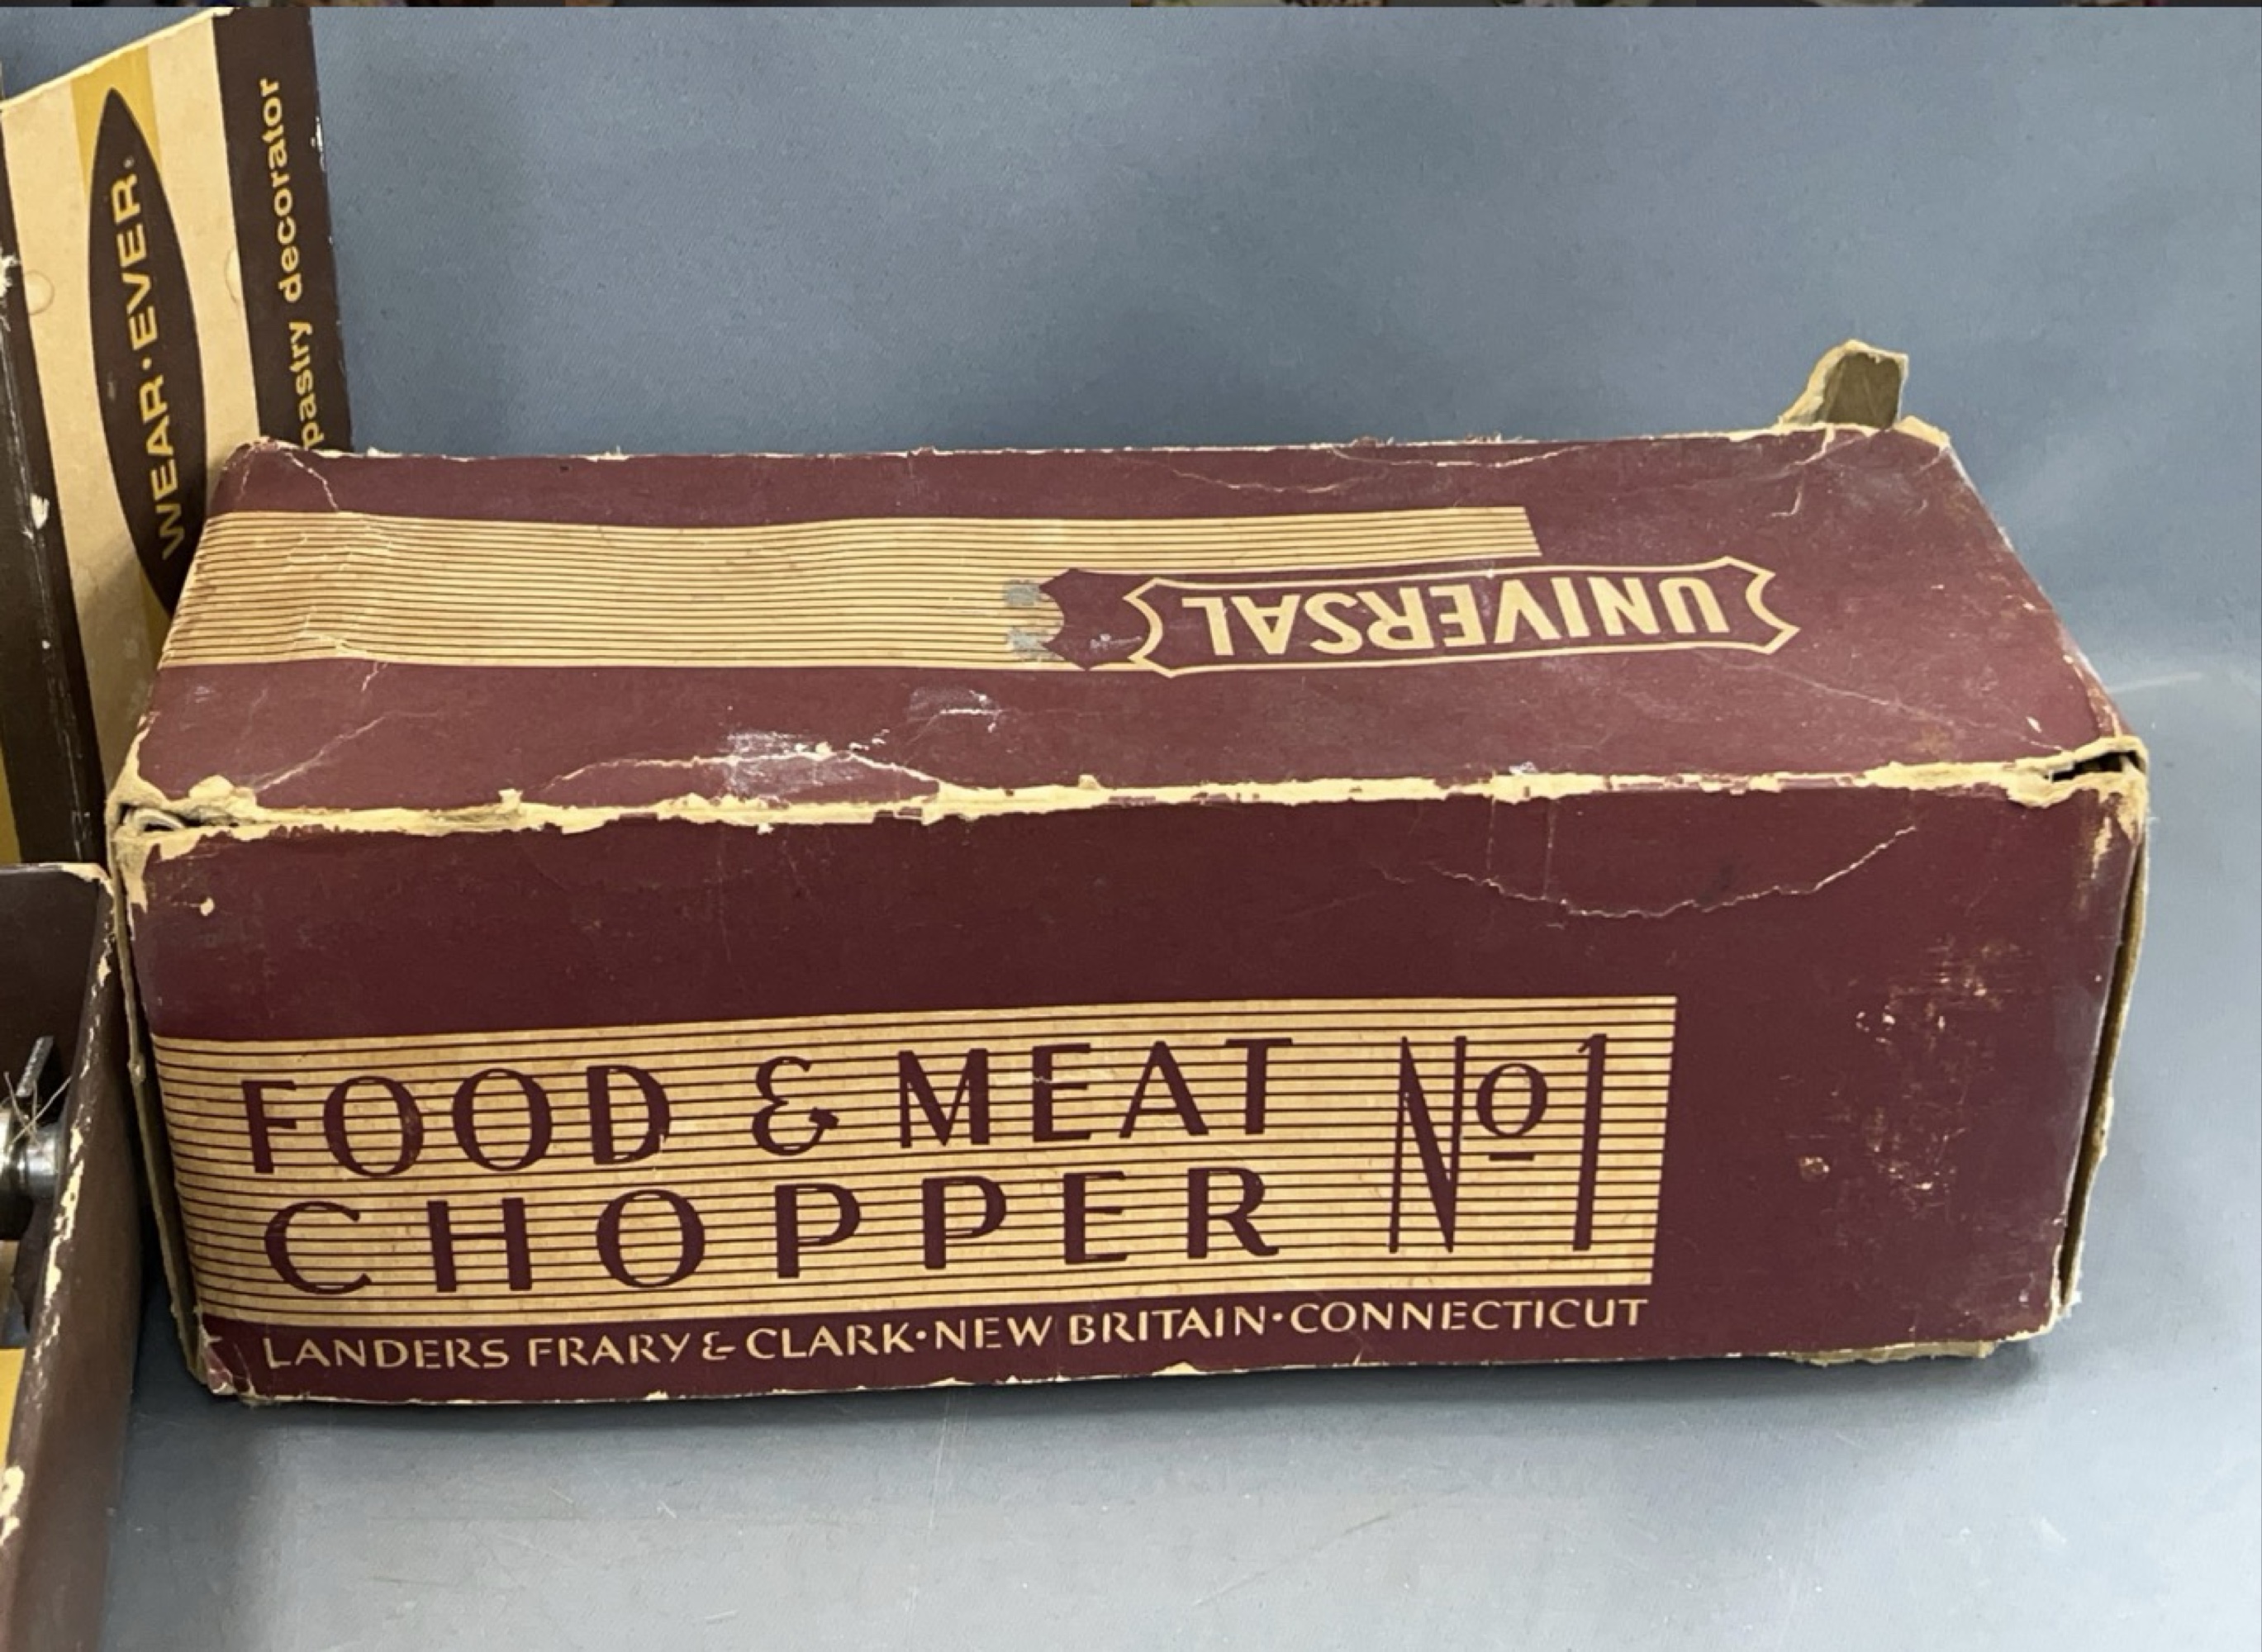 WEAR·EVER®
pastry decorator
UNIVERSAL
FOOD & MEAT
CHOPPER
No 1
LANDERS FRARY & CLARK·NEW BRITAIN·CONNECTICUT